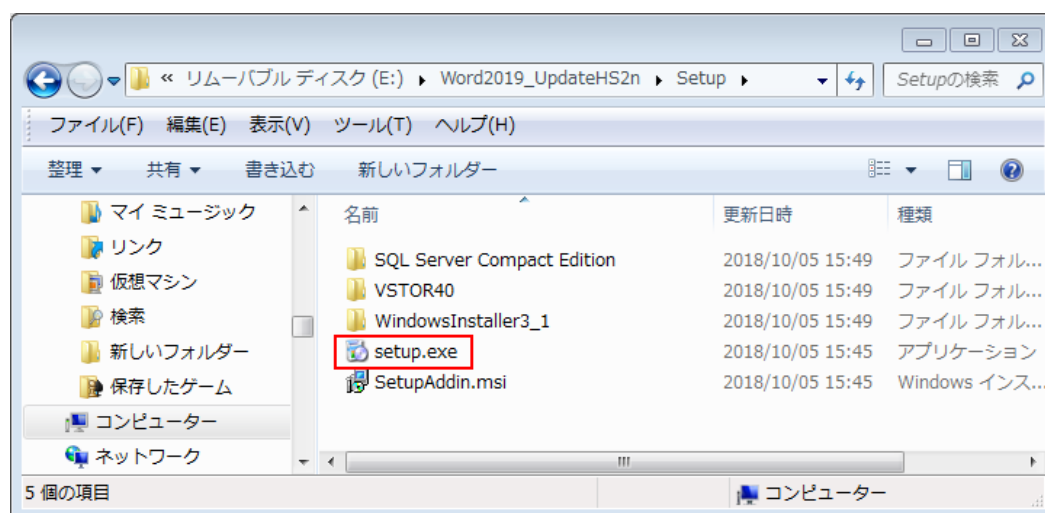 « リムーバブル ディスク (E:) ▸ Word2019_UpdateHS2n ▸ Setup ▸ Setupの検索
ファイル(F) 編集(E) 表示(V) ツール(T) ヘルプ(H)
整理 ▼ 共有 ▼ 書き込む 新しいフォルダー
マイ ミュージック
リンク
仮想マシン
検索
新しいフォルダー
保存したゲーム
コンピューター
ネットワーク
名前 更新日時 種類
SQL Server Compact Edition 2018/10/05 15:49 ファイル フォル...
VSTOR40 2018/10/05 15:49 ファイル フォル...
WindowsInstaller3_1 2018/10/05 15:49 ファイル フォル...
setup.exe 2018/10/05 15:45 アプリケーション
SetupAddin.msi 2018/10/05 15:45 Windows インス...
5 個の項目 コンピューター